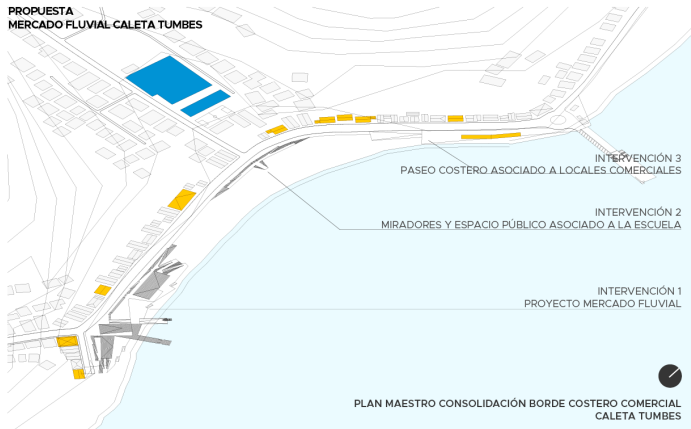 PROPUESTA
MERCADO FLUVIAL CALETA TUMBES
INTERVENCIÓN 3
PASEO COSTERO ASOCIADO A LOCALES COMERCIALES
INTERVENCIÓN 2
MIRADORES Y ESPACIO PÚBLICO ASOCIADO A LA ESCUELA
INTERVENCIÓN 1
PROYECTO MERCADO FLUVIAL
PLAN MAESTRO CONSOLIDACIÓN BORDE COSTERO COMERCIAL
CALETA TUMBES